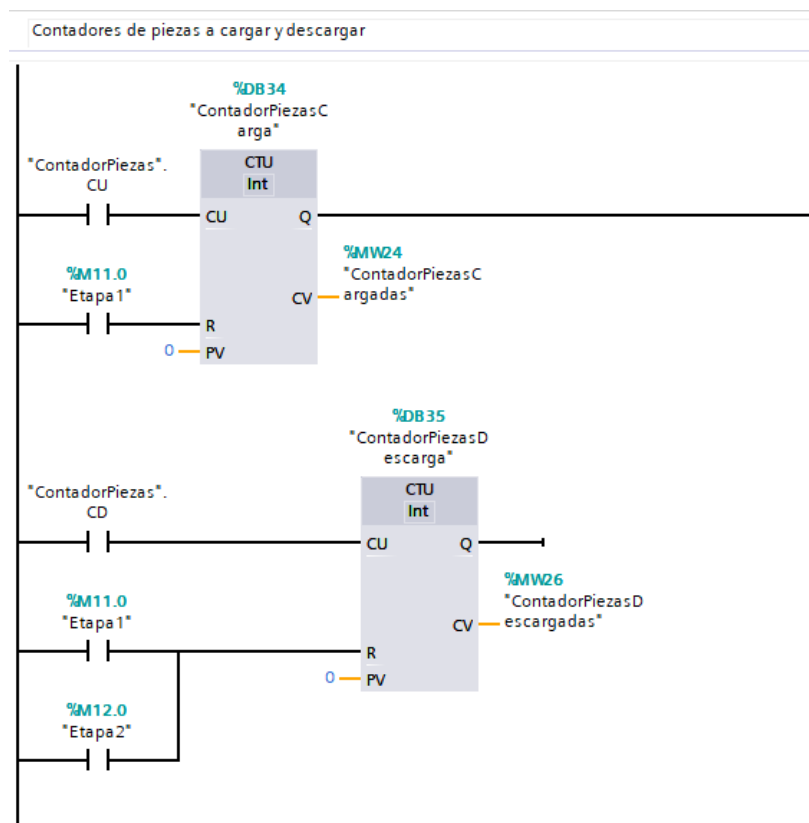 Contadores de piezas a cargar y descargar
%DB34
"ContadorPiezasC
arga"
"ContadorPiezas".
CU
CTU
Int
CU
Q
%MW24
"ContadorPiezasC
argadas"
CV
%M11.0
"Etapa1"
R
0
PV
%DB35
"ContadorPiezasD
escarga"
"ContadorPiezas".
CD
CTU
Int
CU
Q
%MW26
"ContadorPiezasD
escargadas"
CV
%M11.0
"Etapa1"
R
0
PV
%M12.0
"Etapa2"